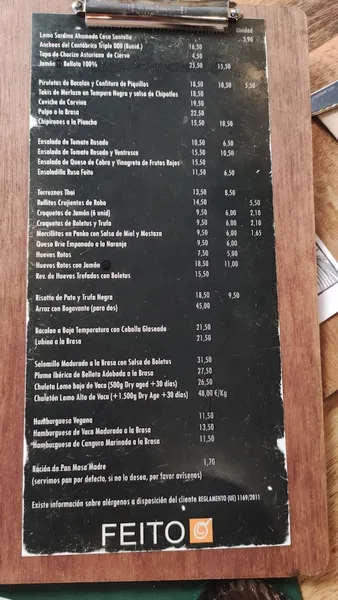 Unidad
Lomo Sardina Ahumada Casa Santoña 3,90
Anchoas del Cantábrico Triple 000 (8unid.) 16,50
Tapa de Chorizo Asturiano de Ciervo 4,50
Jamón Bellota 100% 25,50 15,50
Piruletas de Bacalon y Confitura de Piquillos 18,50 10,50 5,50
Takis de Merluza en Tempura Negra y salsa de Chipotles 18,50
Ceviche de Corvina 19,50
Pulpo a la Brasa 22,50
Chipirones a la Plancha 15,50 10,50
Ensalada de Tomate Rosado 10,50 6,50
Ensalada de Tomate Rosado y Ventresca 15,50 10,50
Ensalada de Queso de Cabra y Vinagreta de Frutos Rojos 15,50
Ensaladilla Rusa Feito 11,50 6,50
Torreznos Thai 13,50 8,50
Rollitos Crujientes de Rabo 14,50 5,50
Croquetas de Jamón (6 unid) 9,50 6,00 2,10
Croquetas de Boletus y Trufa 9,50 6,00 2,10
Morcillitas en Panko con Salsa de Miel y Mostaza 9,50 6,00 1,65
Queso Brie Empanado a la Naranja 9,50 6,00
Huevos Rotos 7,50 5,00
Huevos Rotos con Jamón 18,50 11,00
Rev. de Huevos Trufados con Boletos 15,50
Risotto de Pato y Trufa Negra 18,50 9,50
Arroz con Bogavante (para dos) 45,00
Bacalao a Baja Temperatura con Cebolla Glaseada 21,50
Lubina a la Brasa 21,50
Solomillo Madurado a la Brasa con Salsa de Boletus 31,50
Pluma Ibérica de Bellota Adobada a la Brasa 27,50
Chuleta Lomo bajo de Vaca (500g Dry aged +30 días) 26,50
Chuletón Lomo Alto de Vaca (+1.500g Dry Age +30 días) 48,00 €/Kg
Hamburguesa Vegana 11,50
Hamburguesa de Vaca Madurada a la Brasa 13,50
Hamburguesa de Canguro Marinada a la Brasa 11,50
Ración de Pan Masa Madre 1,70
(servimos pan por defecto, si no lo desea, por favor avísenos)
Existe información sobre alérgenos a disposición del cliente REGLAMENTO (UE) 1169/2011
FEITO